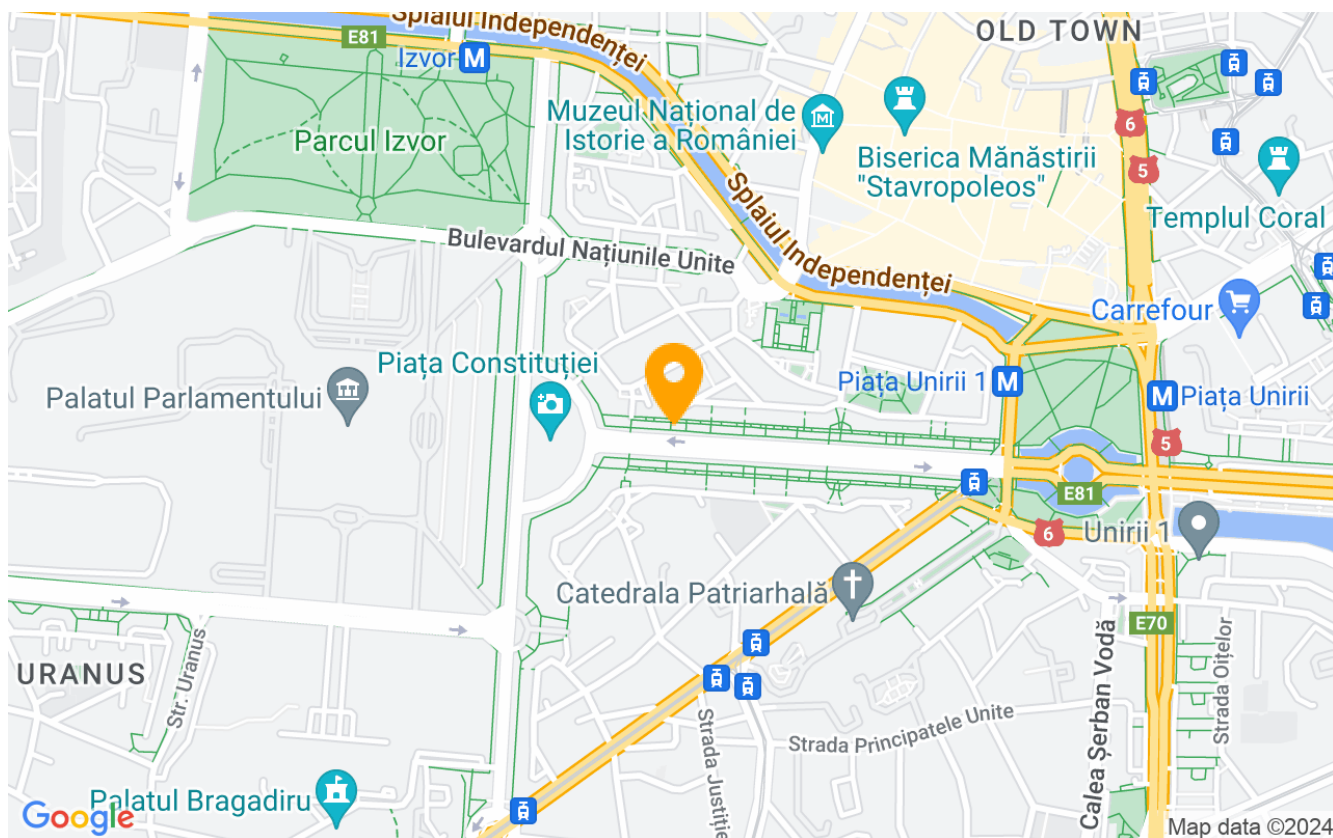 Splaiul Independenței
OLD TOWN
E81
Izvor M
Muzeul Național de
Istorie a României
6
Parcul Izvor
Biserica Mănăstirii
"Stavropoleos"
5
Splaiul Independenței
Templul Coral
Bulevardul Națiunile Unite
Carrefour
Piața Constituției
Palatul Parlamentului
Piața Unirii 1 M
M Piața Unirii
5
E81
6
Unirii 1
Catedrala Patriarhală
E70
URANUS
Str. Uranus
Calea Șerban Vodă
Strada Oițelor
Strada Principatele Unite
Strada Justiției
Palatul Bragadiru
Google
Map data ©2024